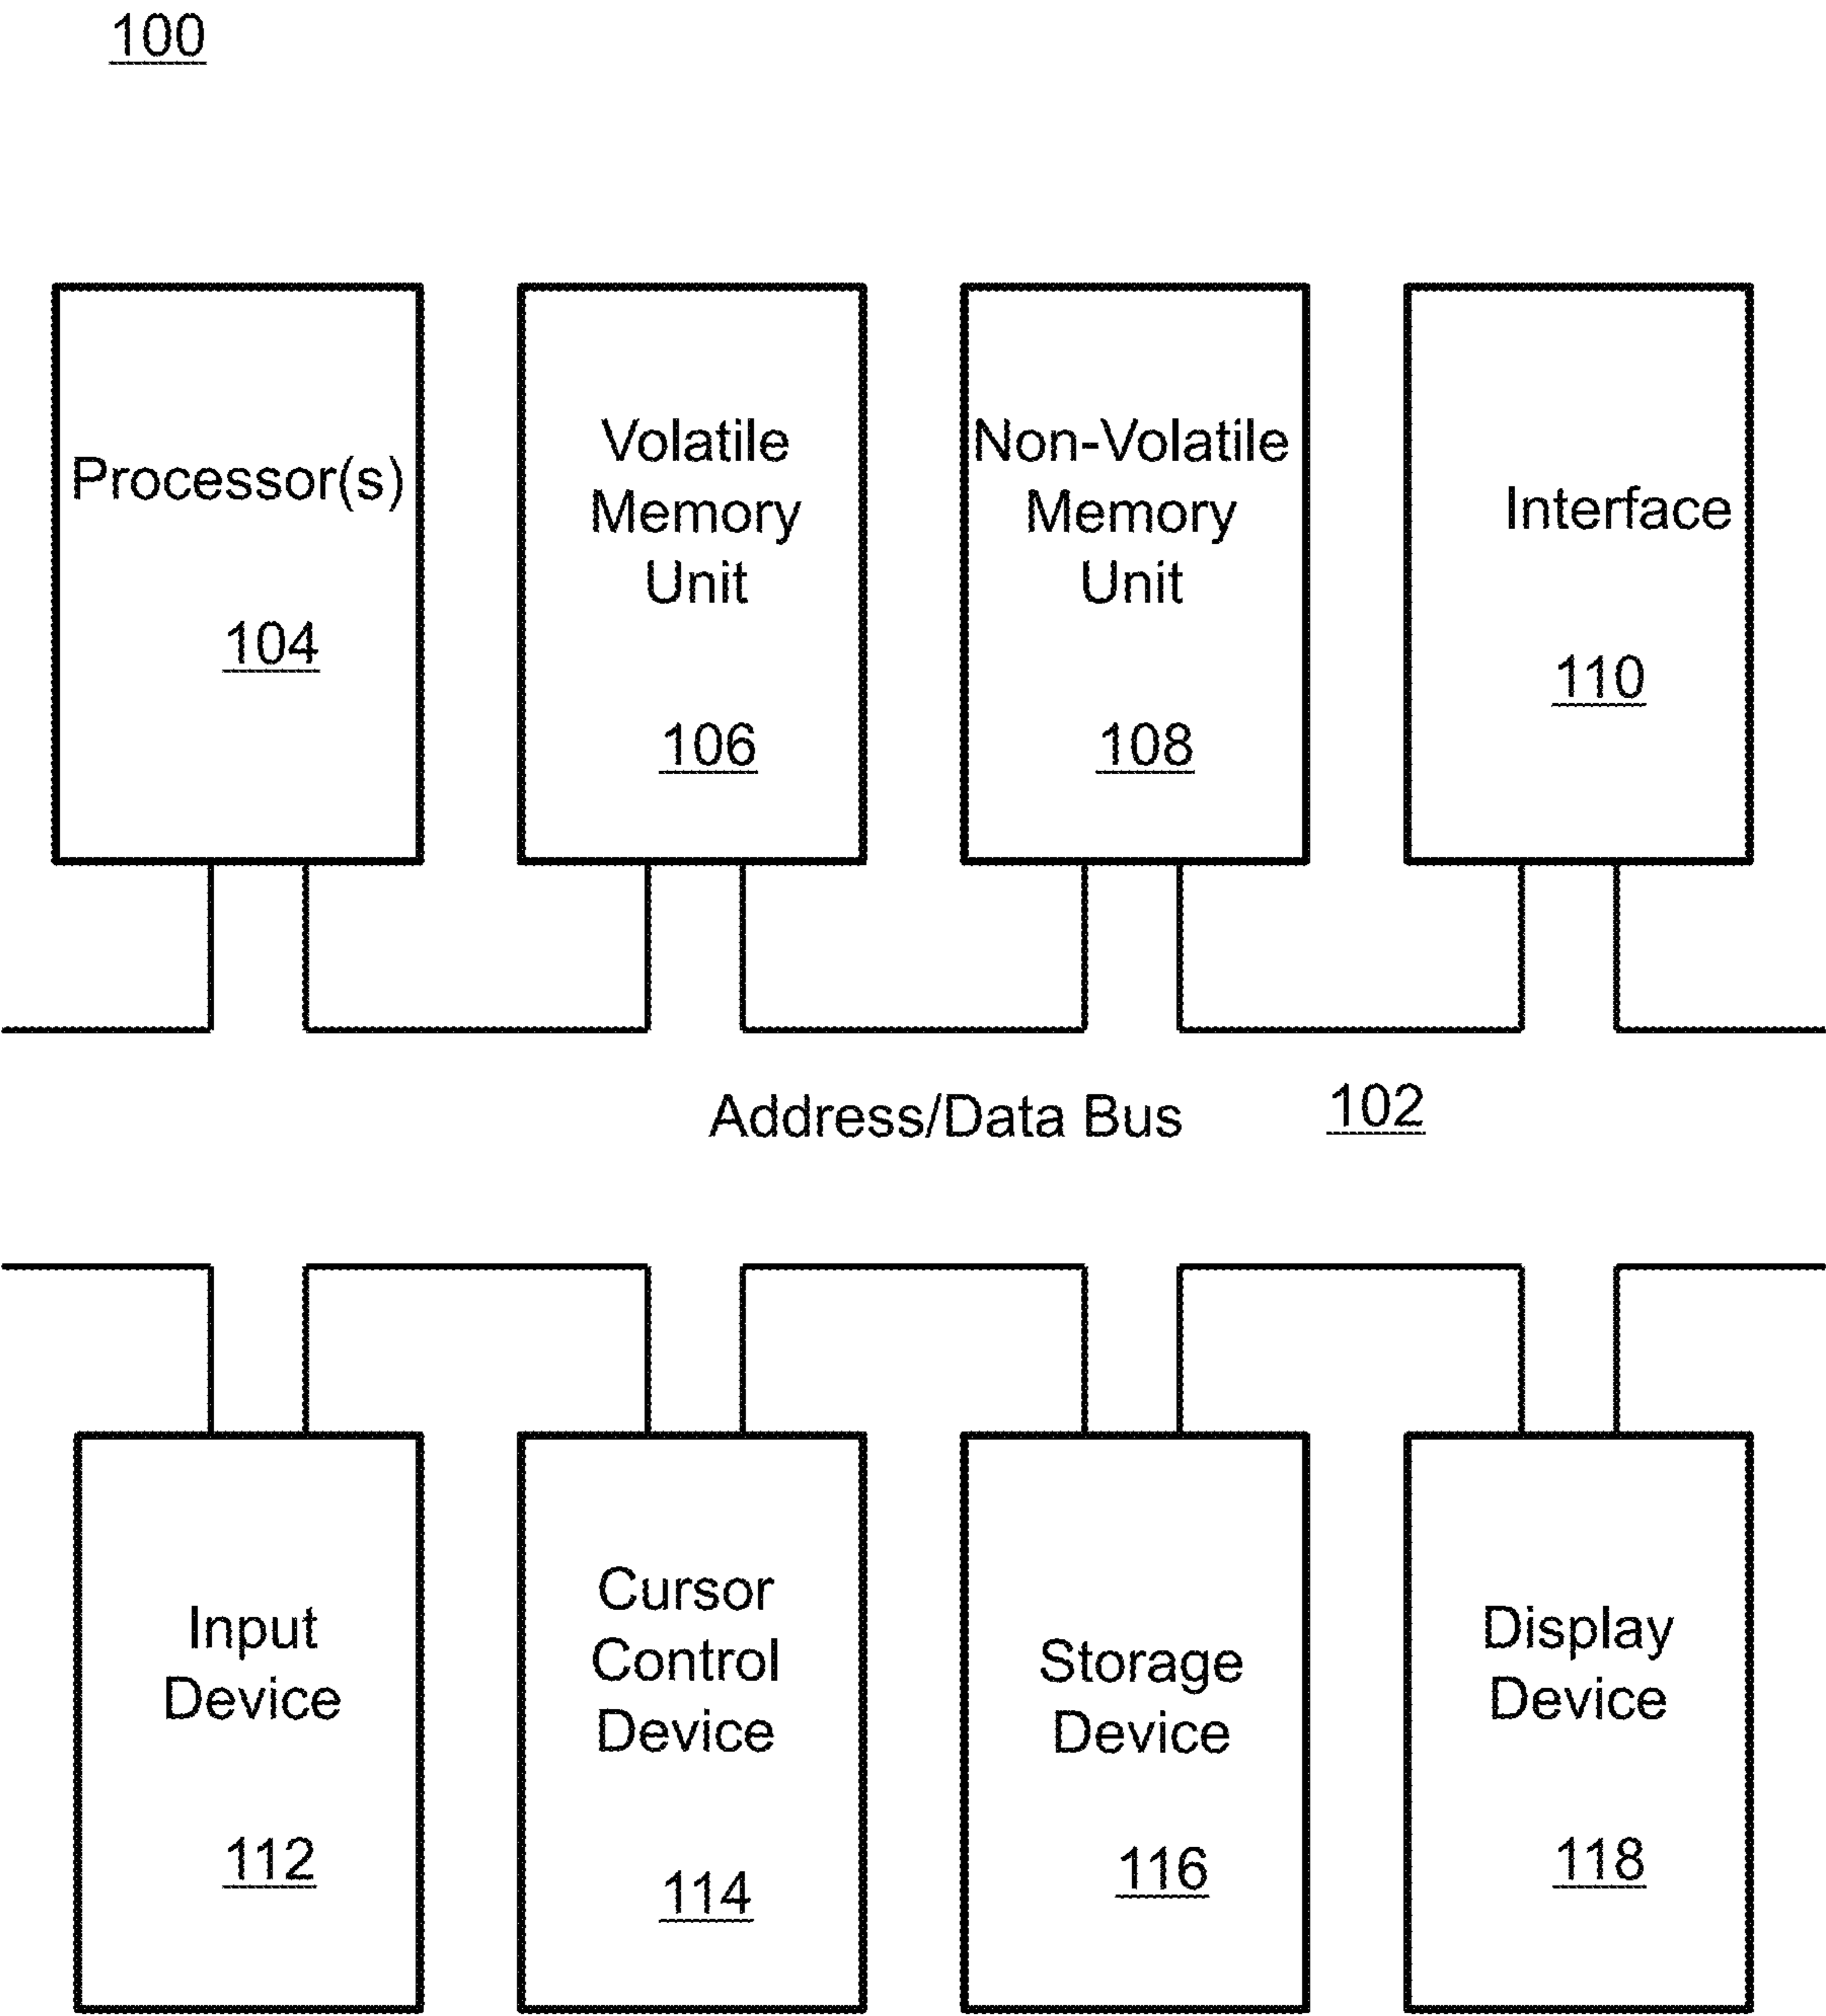 100
Processor(s)
104
Volatile
Memory
Unit
106
Non-Volatile
Memory
Unit
108
Interface
110
Address/Data Bus 102
Input
Device
112
Cursor
Control
Device
114
Storage
Device
116
Display
Device
118